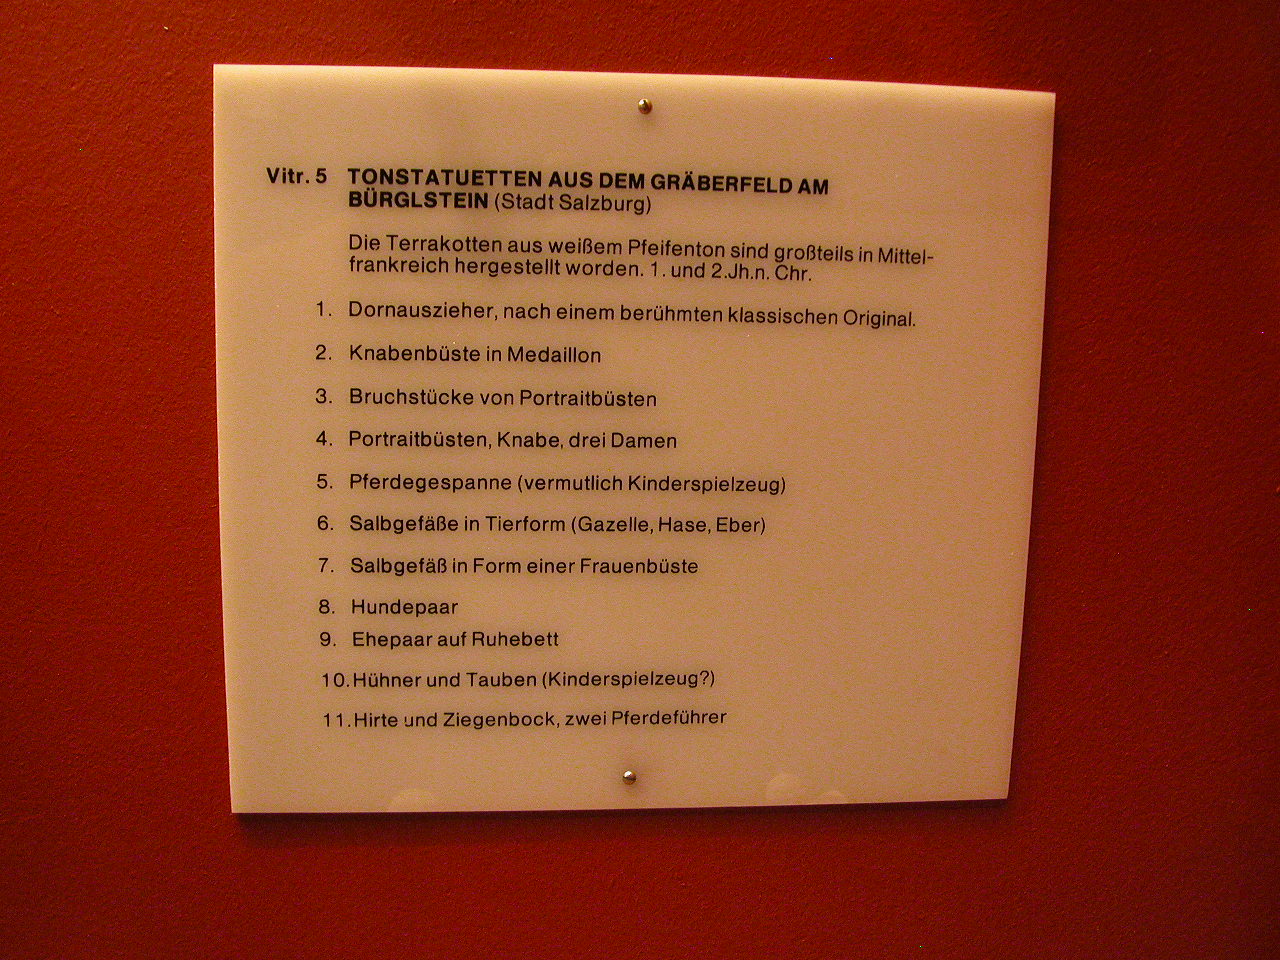 Vitr. 5 TONSTATUETTEN AUS DEM GRÄBERFELD AM
BÜRGLSTEIN (Stadt Salzburg)
Die Terrakotten aus weißem Pfeifenton sind großteils in Mittel-
frankreich hergestellt worden. 1. und 2.Jh.n. Chr.
1. Dornauszieher, nach einem berühmten klassischen Original.
2. Knabenbüste in Medaillon
3. Bruchstücke von Portraitbüsten
4. Portraitbüsten, Knabe, drei Damen
5. Pferdegespanne (vermutlich Kinderspielzeug)
6. Salbgefäße in Tierform (Gazelle, Hase, Eber)
7. Salbgefäß in Form einer Frauenbüste
8. Hundepaar
9. Ehepaar auf Ruhebett
10. Hühner und Tauben (Kinderspielzeug?)
11. Hirte und Ziegenbock, zwei Pferdeführer